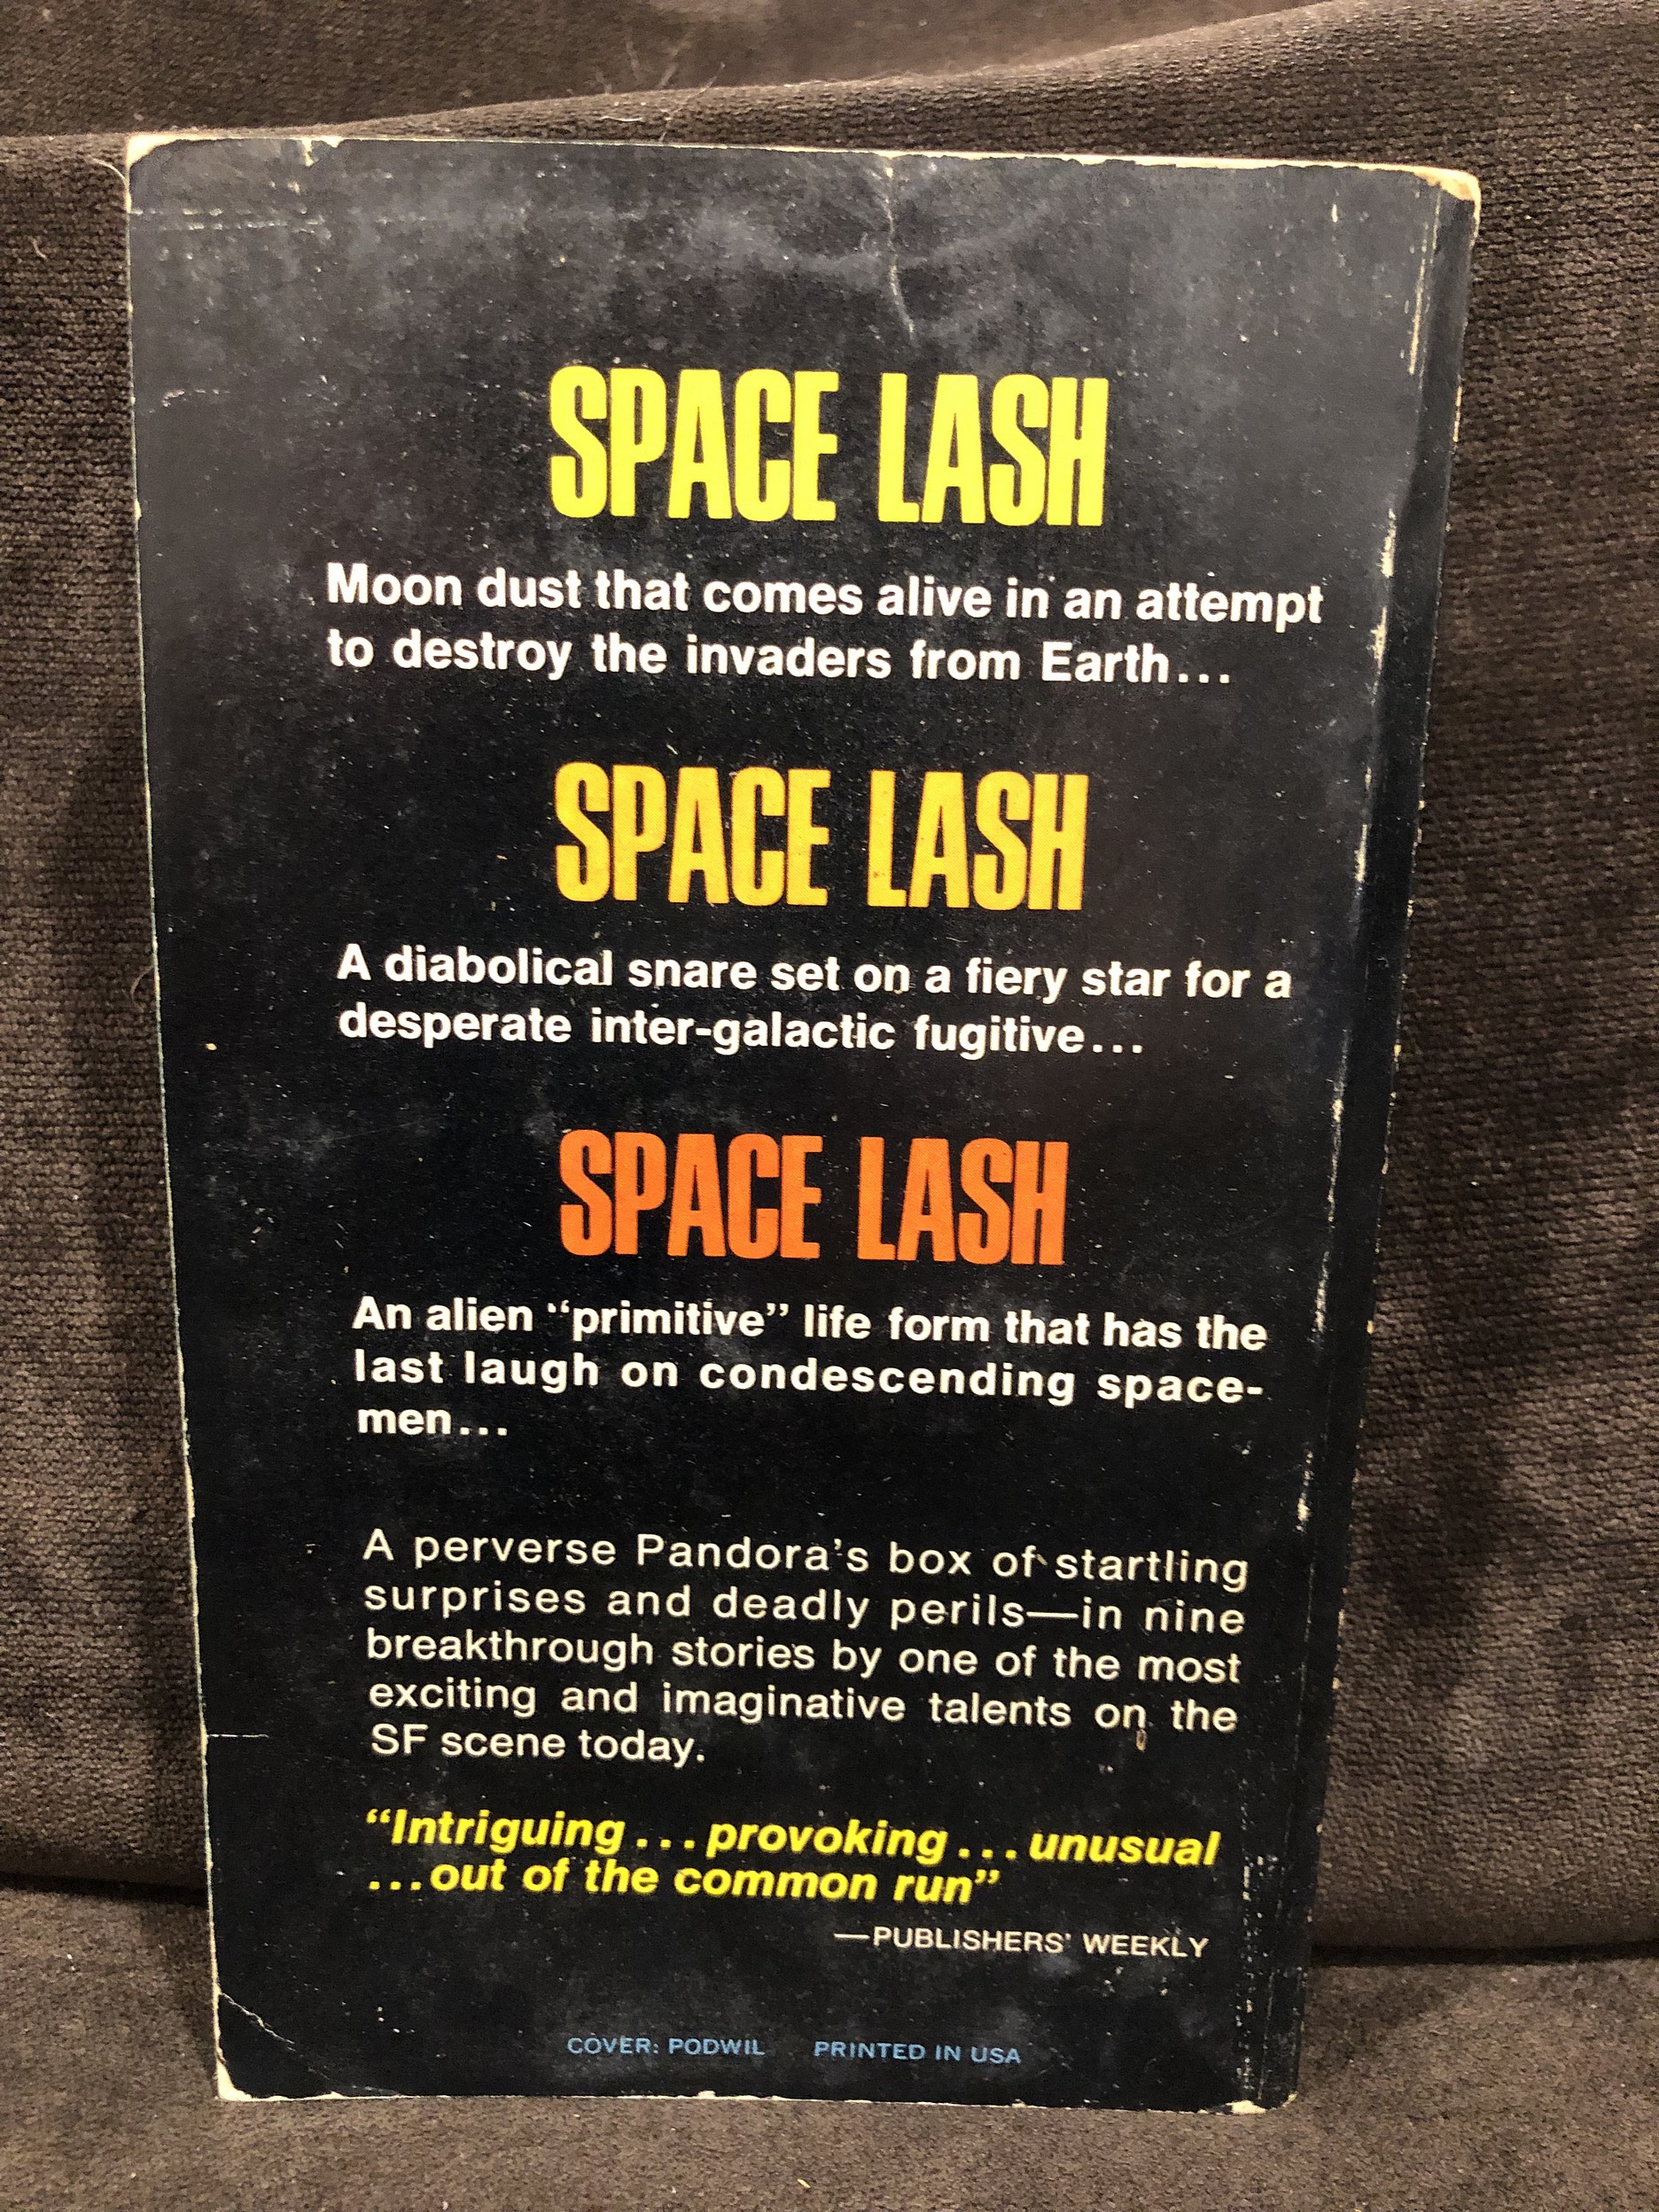 SPACE LASH
Moon dust that comes alive in an attempt
to destroy the invaders from Earth...
SPACE LASH
A diabolical snare set on a fiery star for a
desperate inter-galactic fugitive...
SPACE LASH
An alien “primitive” life form that has the
last laugh on condescending space-
men...
A perverse Pandora's box of startling
surprises and deadly perils—in nine
breakthrough stories by one of the most
exciting and imaginative talents on the
SF scene today.
“Intriguing ... provoking ... unusual
...out of the common run”
—PUBLISHERS' WEEKLY
COVER: PODWIL PRINTED IN USA